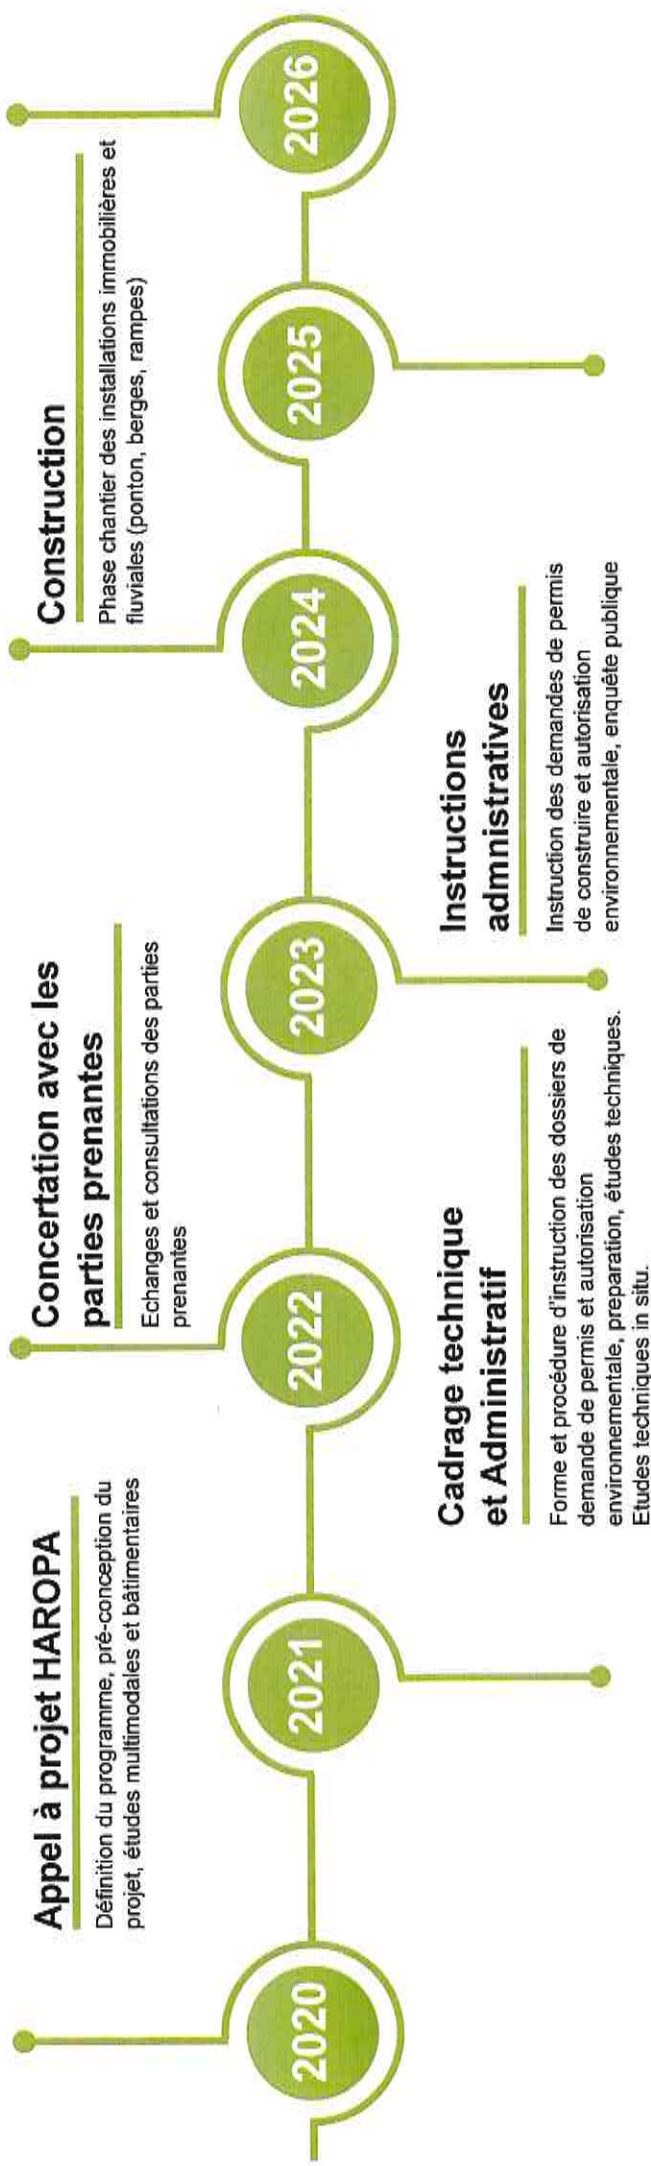 Appel à projet HAROPA
Définition du programme, pré-conception du
projet, études multimodales et bâtimentaires
Concertation avec les
parties prenantes
Echanges et consultations des parties
prenantes
Construction
Phase chantier des installations immobilières et
fluviales (ponton, berges, rampes)
2020
2021
2022
2023
2024
2025
2026
Cadrage technique
et Administratif
Forme et procédure d'instruction des dossiers de
demande de permis et autorisation
environnementale, preparation, études techniques.
Etudes techniques in situ.
Instructions
admnistratives
Instruction des demandes de permis
de construire et autorisation
environnementale, enquête publique